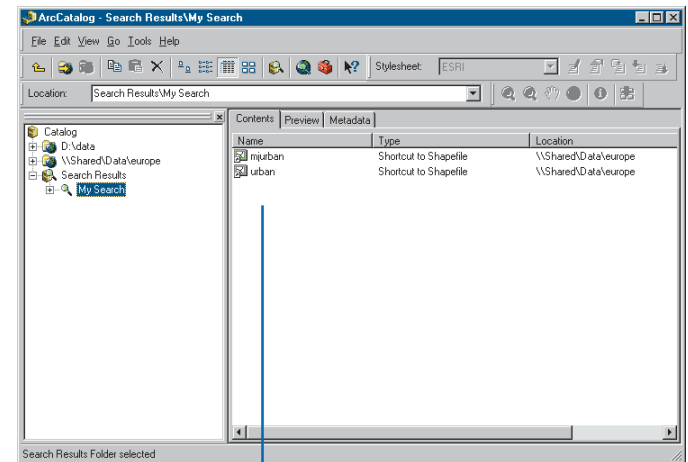 ArcCatalog - Search Results\My Search
File Edit View Go Tools Help
Stylesheet: ESRI
Location: Search Results\My Search
Contents Preview Metadata
Catalog
D:\data
\\Shared\Data\europe
Search Results
My Search
Name Type Location
mjurban Shortcut to Shapefile \\Shared\Data\europe
urban Shortcut to Shapefile \\Shared\Data\europe
Search Results Folder selected